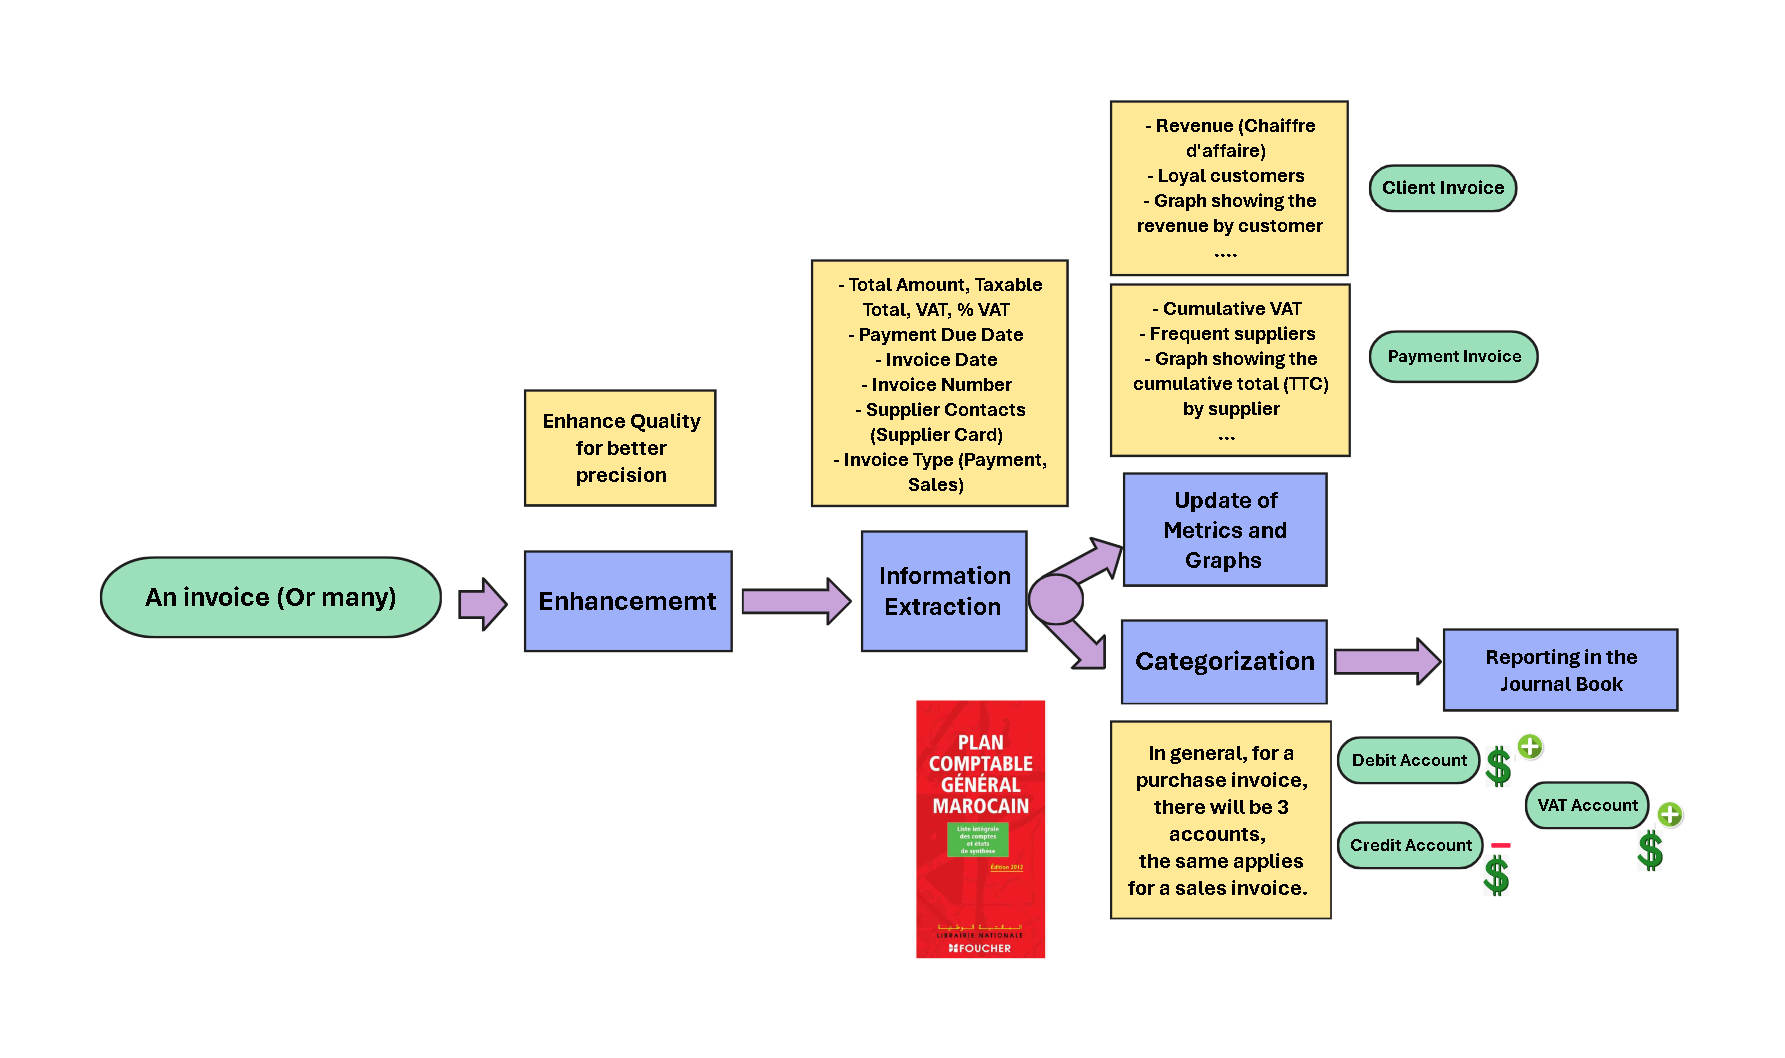 An invoice (Or many)
Enhance Quality
for better
precision
Enhancememt
- Total Amount, Taxable
Total, VAT, % VAT
- Payment Due Date
- Invoice Date
- Invoice Number
- Supplier Contacts
(Supplier Card)
- Invoice Type (Payment,
Sales)
Information
Extraction
- Revenue (Chaiffre
d'affaire)
- Loyal customers
- Graph showing the
revenue by customer
....
Client Invoice
- Cumulative VAT
- Frequent suppliers
- Graph showing the
cumulative total (TTC)
by supplier
...
Payment Invoice
Update of
Metrics and
Graphs
Categorization
Reporting in the
Journal Book
PLAN
COMPTABLE
GÉNÉRAL
MAROCAIN
Liste intégrale
des comptes
et états
de synthèse
Édition 2012
المكتبة الوطنية
LIBRAIRIE NATIONALE
FOUCHER
In general, for a
purchase invoice,
there will be 3
accounts,
the same applies
for a sales invoice.
Debit Account
$
VAT Account
$
Credit Account
$